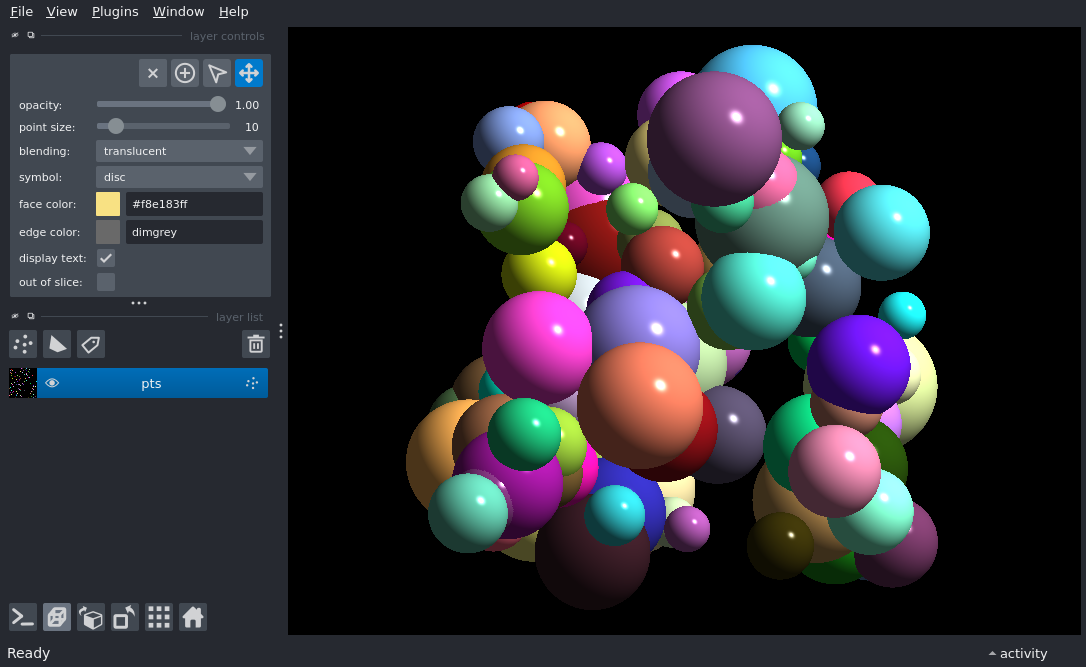 File View Plugins Window Help
layer controls
opacity: 1.00
point size: 10
blending: translucent
symbol: disc
face color: #f8e183ff
edge color: dimgrey
display text:
out of slice:
layer list
pts
Ready
activity